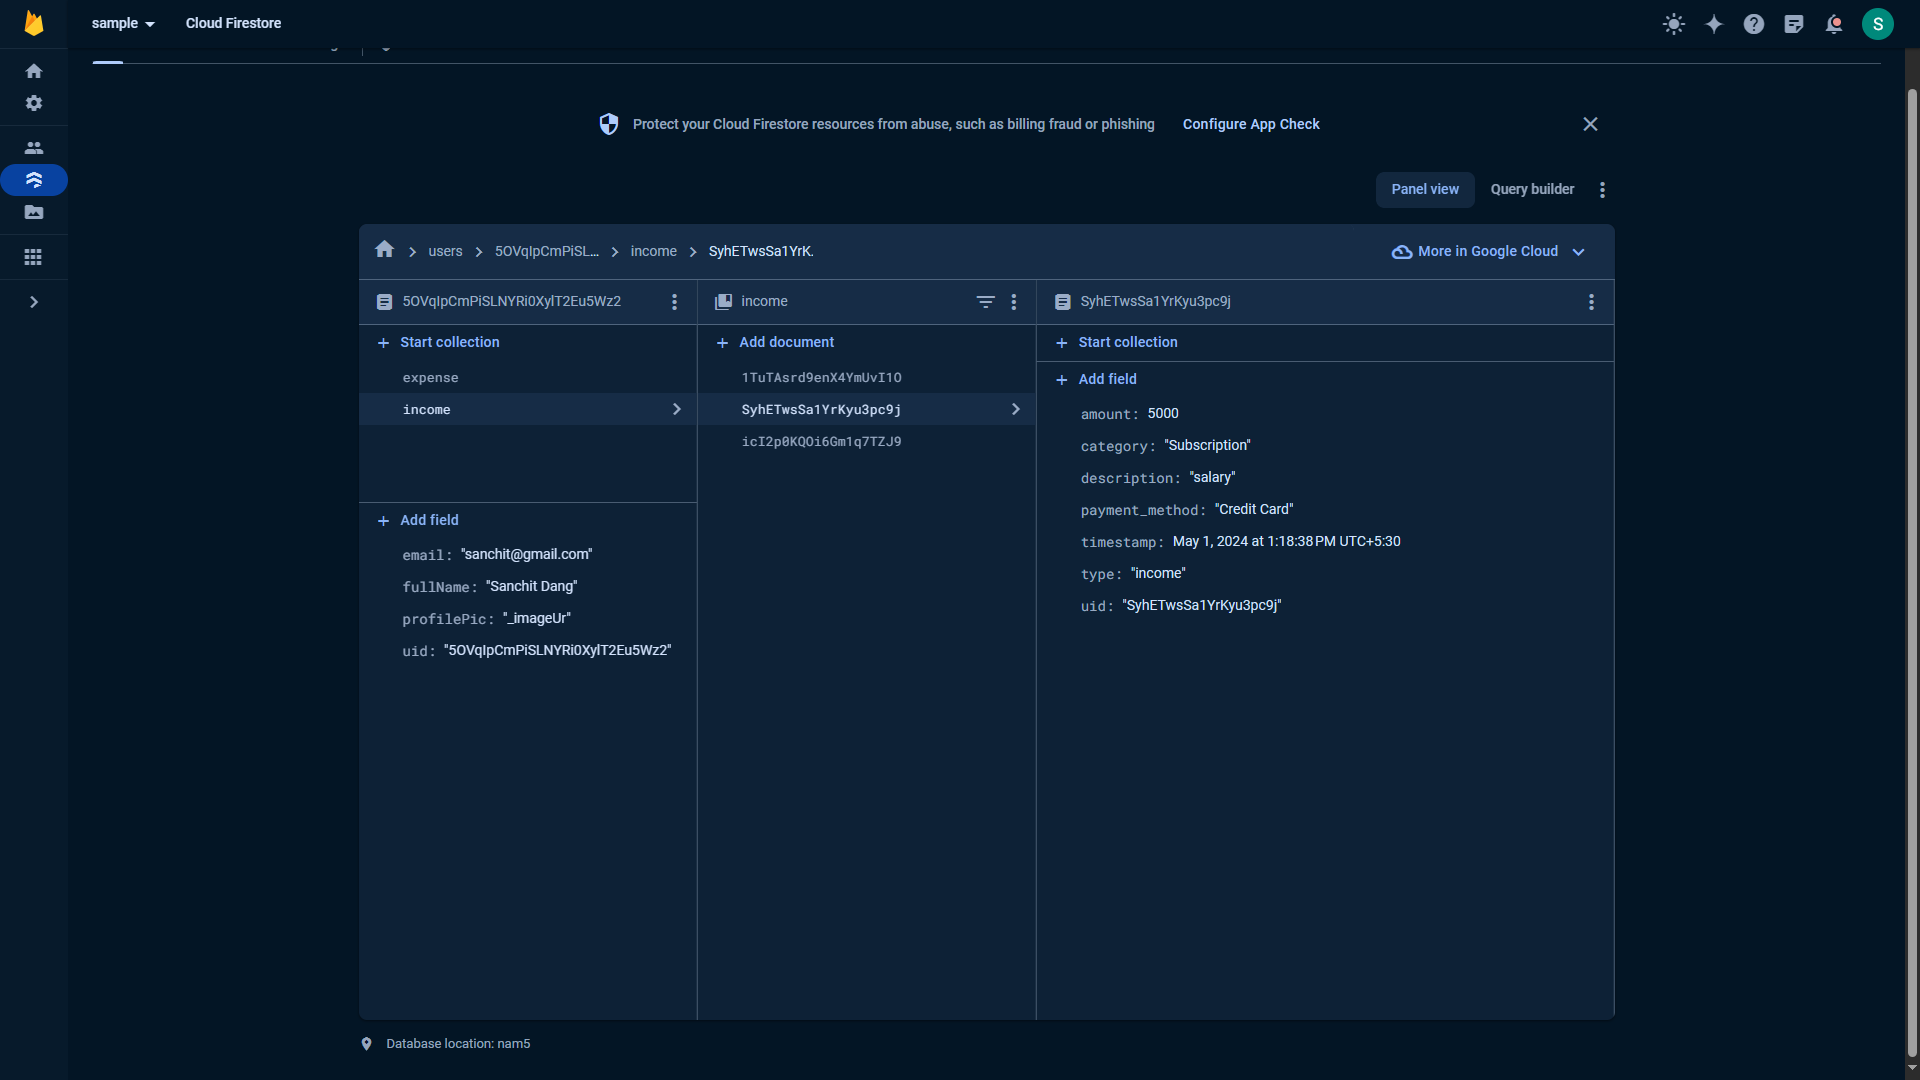 sample
Cloud Firestore
S
Protect your Cloud Firestore resources from abuse, such as billing fraud or phishing
Configure App Check
Panel view
Query builder
users
5OVqIpCmPiSL...
income
SyhETwsSa1YrK.
More in Google Cloud
5OVqIpCmPiSLNYRi0XylT2Eu5Wz2
income
SyhETwsSa1YrKyu3pc9j
Start collection
expense
income
Add field
email: "sanchit@gmail.com"
fullName: "Sanchit Dang"
profilePic: "_imageUr"
uid: "5OVqIpCmPiSLNYRi0XylT2Eu5Wz2"
Add document
1TuTAsrd9enX4YmUvI1O
SyhETwsSa1YrKyu3pc9j
icI2p0KQOi6Gm1q7TZJ9
Start collection
Add field
amount: 5000
category: "Subscription"
description: "salary"
payment_method: "Credit Card"
timestamp: May 1, 2024 at 1:18:38 PM UTC+5:30
type: "income"
uid: "SyhETwsSa1YrKyu3pc9j"
Database location: nam5